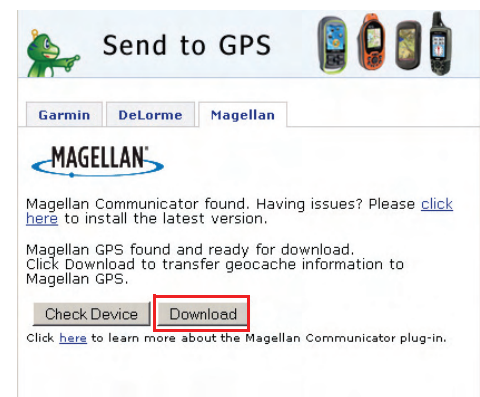 Send to GPS
Garmin DeLorme Magellan
MAGELLAN
Magellan Communicator found. Having issues? Please click
here to install the latest version.
Magellan GPS found and ready for download.
Click Download to transfer geocache information to
Magellan GPS.
Check Device Download
Click here to learn more about the Magellan Communicator plug-in.